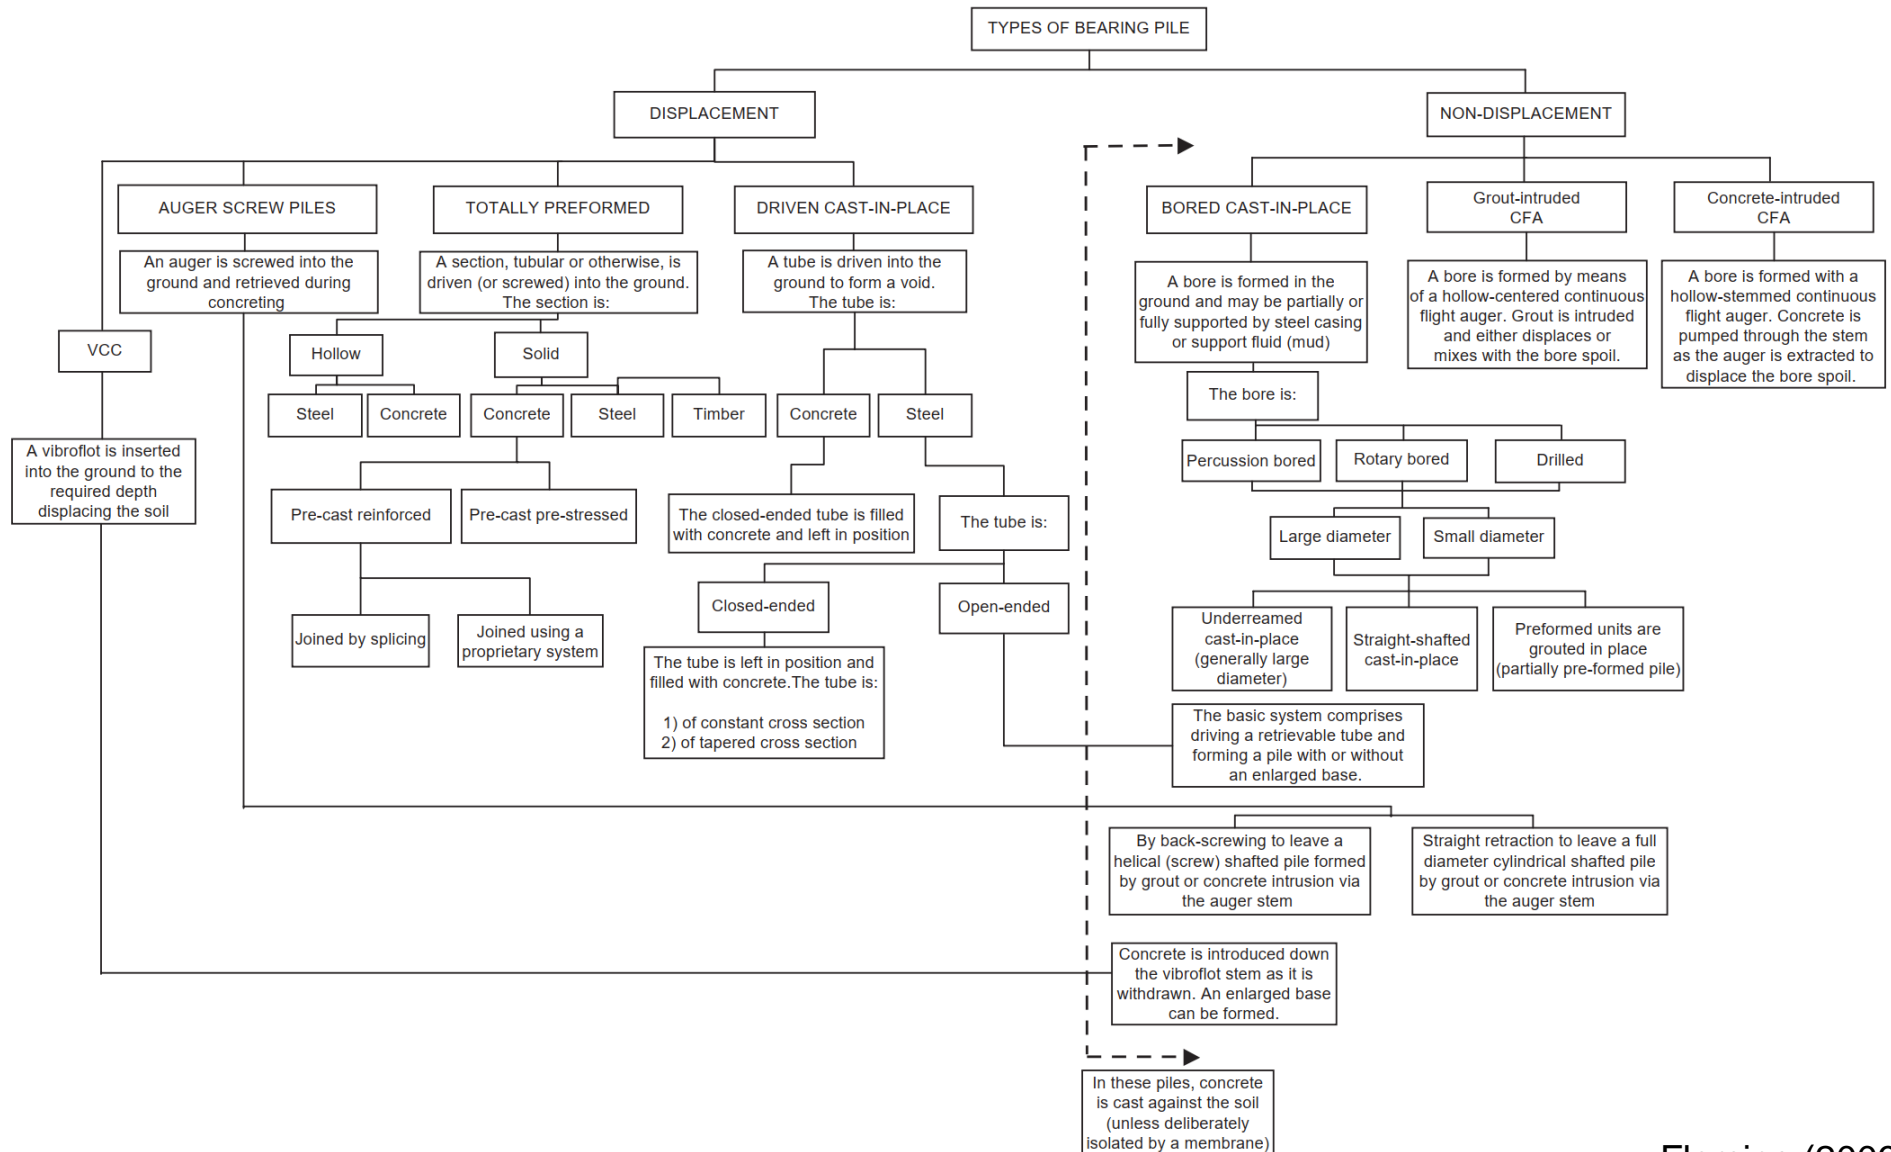 TYPES OF BEARING PILE
DISPLACEMENT
NON-DISPLACEMENT
AUGER SCREW PILES
TOTALLY PREFORMED
DRIVEN CAST-IN-PLACE
BORED CAST-IN-PLACE
Grout-intruded
CFA
Concrete-intruded
CFA
An auger is screwed into the
ground and retrieved during
concreting
A section, tubular or otherwise, is
driven (or screwed) into the ground.
The section is:
A tube is driven into the
ground to form a void.
The tube is:
A bore is formed in the
ground and may be partially or
fully supported by steel casing
or support fluid (mud)
A bore is formed by means
of a hollow-centered continuous
flight auger. Grout is intruded
and either displaces or
mixes with the bore spoil.
A bore is formed with a
hollow-stemmed continuous
flight auger. Concrete is
pumped through the stem
as the auger is extracted to
displace the bore spoil.
VCC
Hollow
Solid
The bore is:
Steel
Concrete
Concrete
Steel
Timber
Concrete
Steel
A vibroflot is inserted
into the ground to the
required depth
displacing the soil
Percussion bored
Rotary bored
Drilled
Pre-cast reinforced
Pre-cast pre-stressed
The closed-ended tube is filled
with concrete and left in position
The tube is:
Large diameter
Small diameter
Closed-ended
Open-ended
Joined by splicing
Joined using a
proprietary system
Underreamed
cast-in-place
(generally large
diameter)
Straight-shafted
cast-in-place
Preformed units are
grouted in place
(partially pre-formed pile)
The tube is left in position and
filled with concrete.The tube is:
1) of constant cross section
2) of tapered cross section
The basic system comprises
driving a retrievable tube and
forming a pile with or without
an enlarged base.
By back-screwing to leave a
helical (screw) shafted pile formed
by grout or concrete intrusion via
the auger stem
Straight retraction to leave a full
diameter cylindrical shafted pile
by grout or concrete intrusion via
the auger stem
Concrete is introduced down
the vibroflot stem as it is
withdrawn. An enlarged base
can be formed.
In these piles, concrete
is cast against the soil
(unless deliberately
isolated by a membrane)